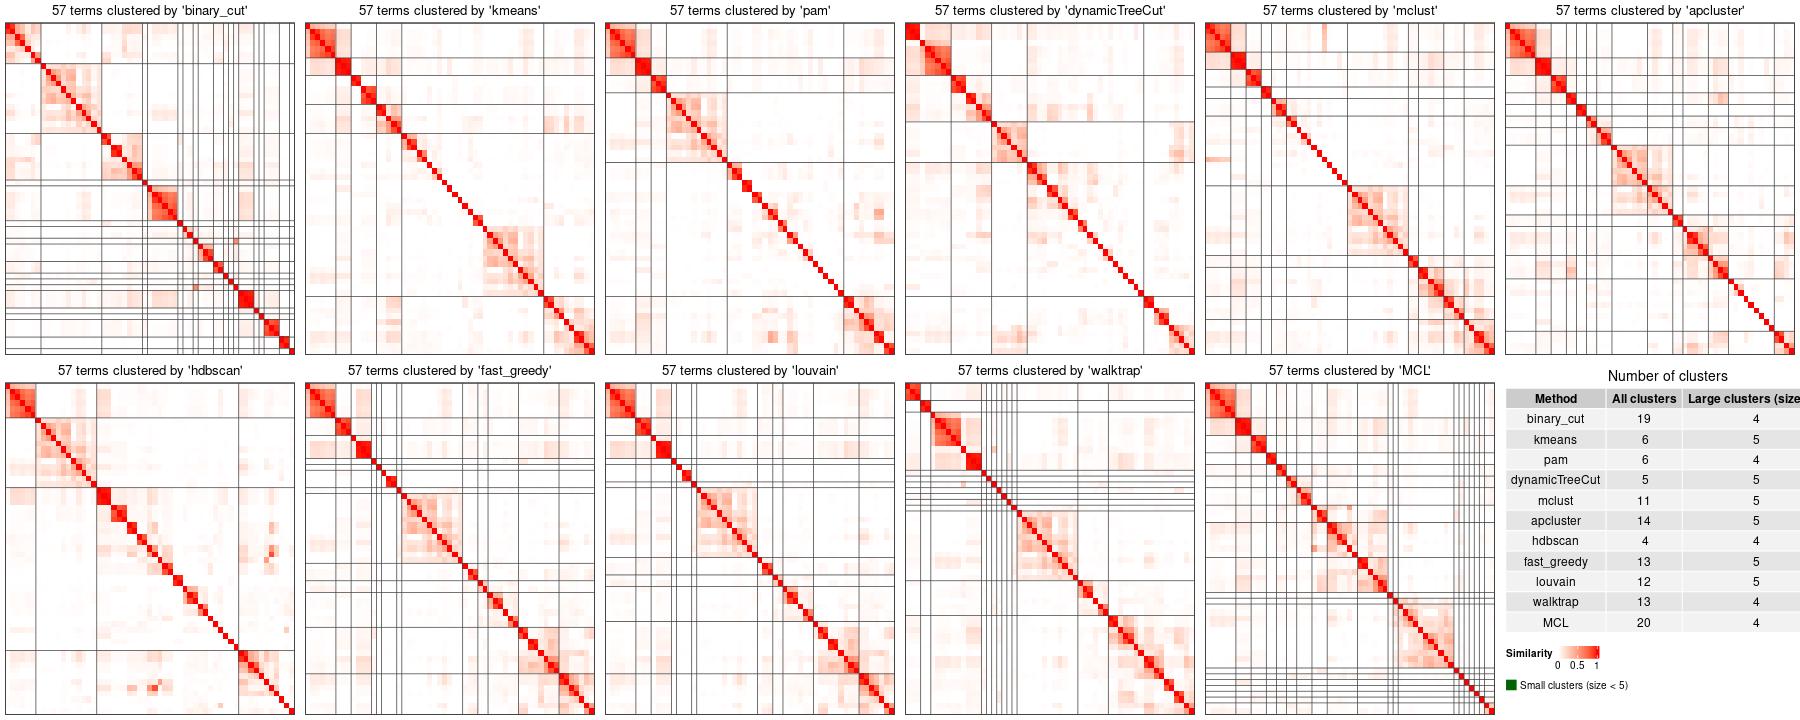 57 terms clustered by 'binary_cut'
57 terms clustered by 'kmeans'
57 terms clustered by 'pam'
57 terms clustered by 'dynamicTreeCut'
57 terms clustered by 'mclust'
57 terms clustered by 'apcluster'
57 terms clustered by 'hdbscan'
57 terms clustered by 'fast_greedy'
57 terms clustered by 'louvain'
57 terms clustered by 'walktrap'
57 terms clustered by 'MCL'
Number of clusters
Method All clusters Large clusters (size
binary_cut 19 4
kmeans 6 5
pam 6 4
dynamicTreeCut 5 5
mclust 11 5
apcluster 14 5
hdbscan 4 4
fast_greedy 13 5
louvain 12 5
walktrap 13 4
MCL 20 4
Similarity
0 0.5 1
Small clusters (size < 5)